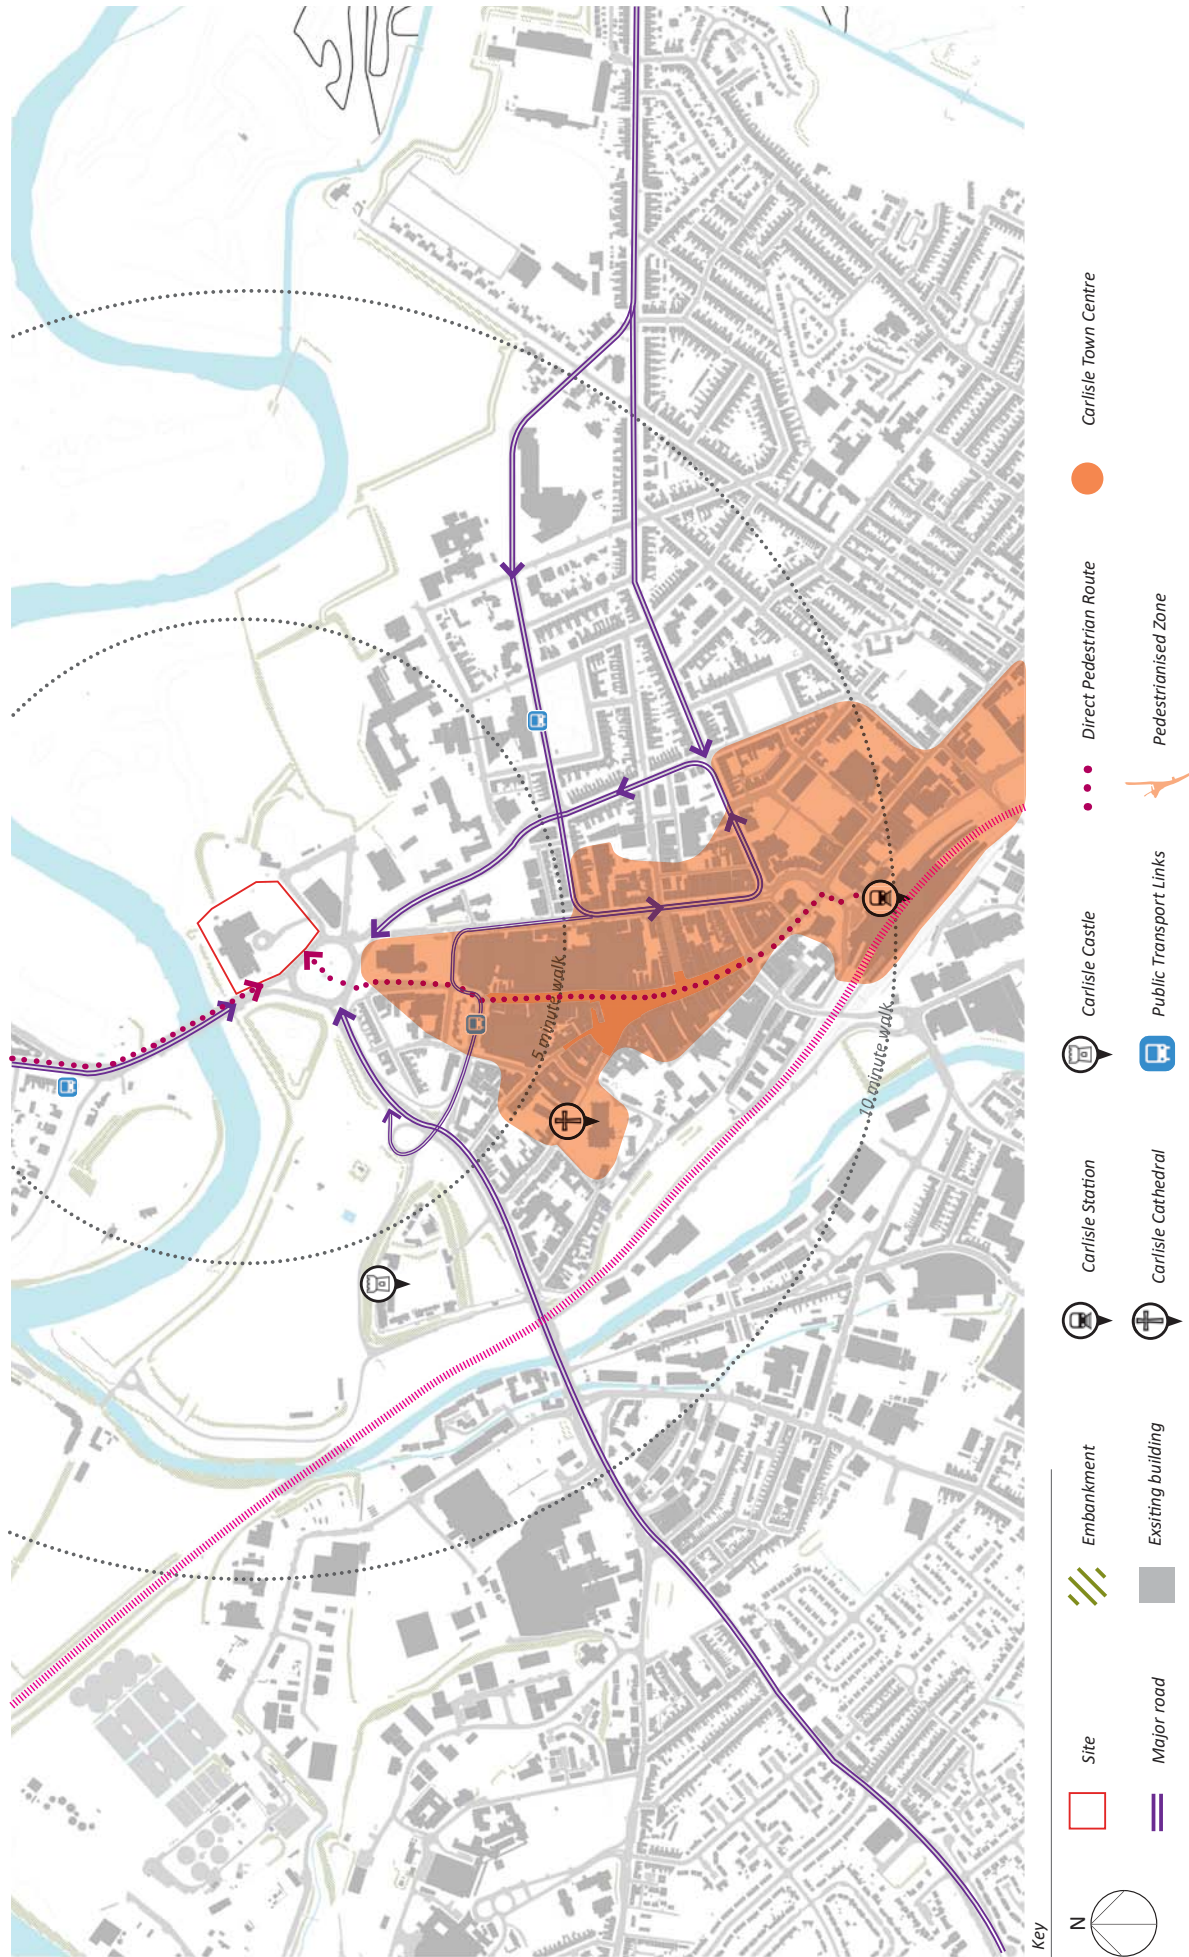 5 minute walk
10 minute walk
Key
N
Site
Embankment
Carlisle Station
Carlisle Castle
Direct Pedestrian Route
Carlisle Town Centre
Major road
Exsiting building
Carlisle Cathedral
Public Transport Links
Pedestrianised Zone